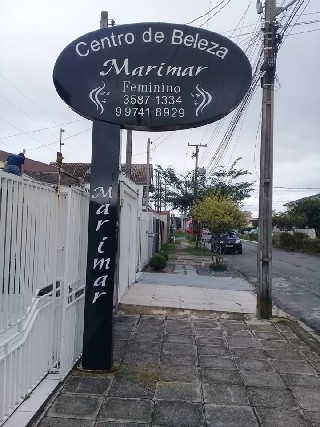 Centro de Beleza
Marimar
Feminino
3587-1334
99741 8929
Marimar